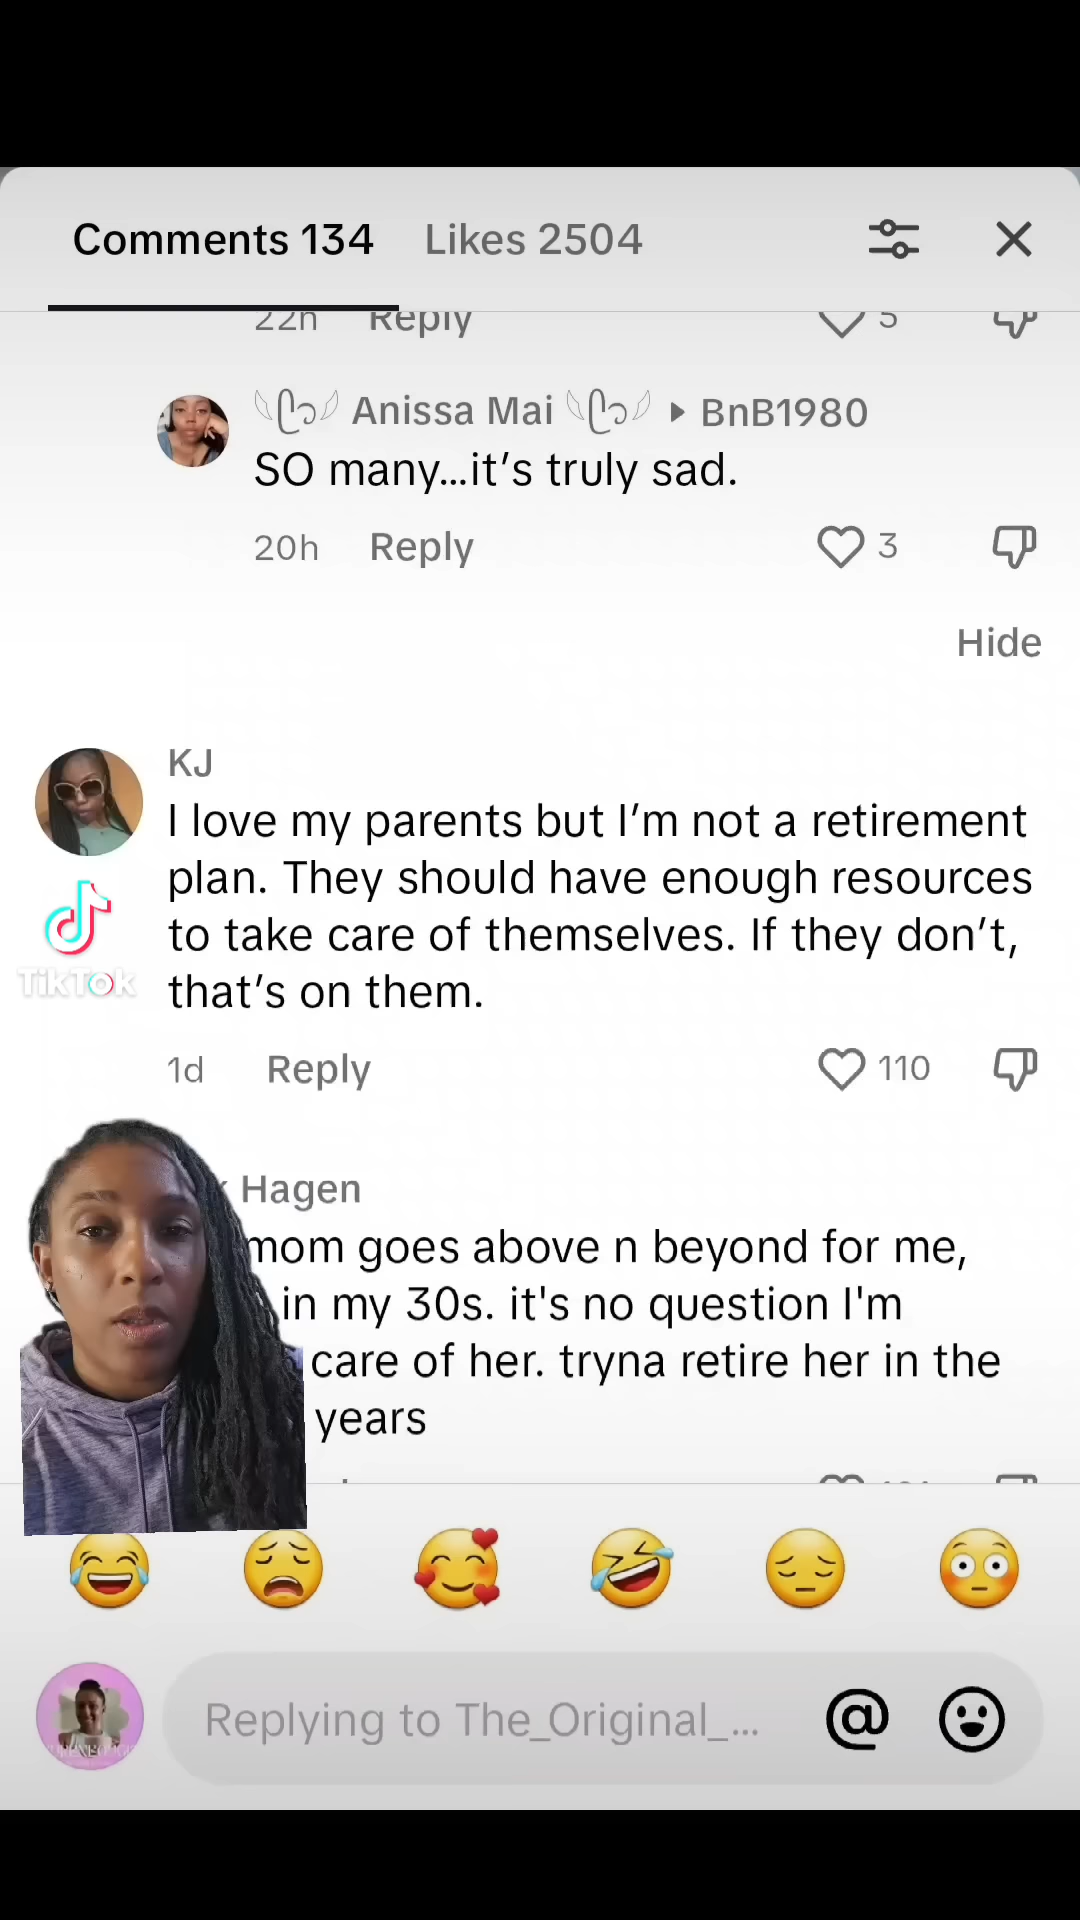 Comments 134 Likes 2504
22h Reply 5
Anissa Mai ▸ BnB1980
SO many...it's truly sad.
20h Reply 3
Hide
KJ
I love my parents but I'm not a retirement
plan. They should have enough resources
to take care of themselves. If they don't,
that's on them.
TikTok
1d Reply 110
Hagen
mom goes above n beyond for me,
in my 30s. it's no question I'm
care of her. tryna retire her in the
years
Replying to The_Original_... @